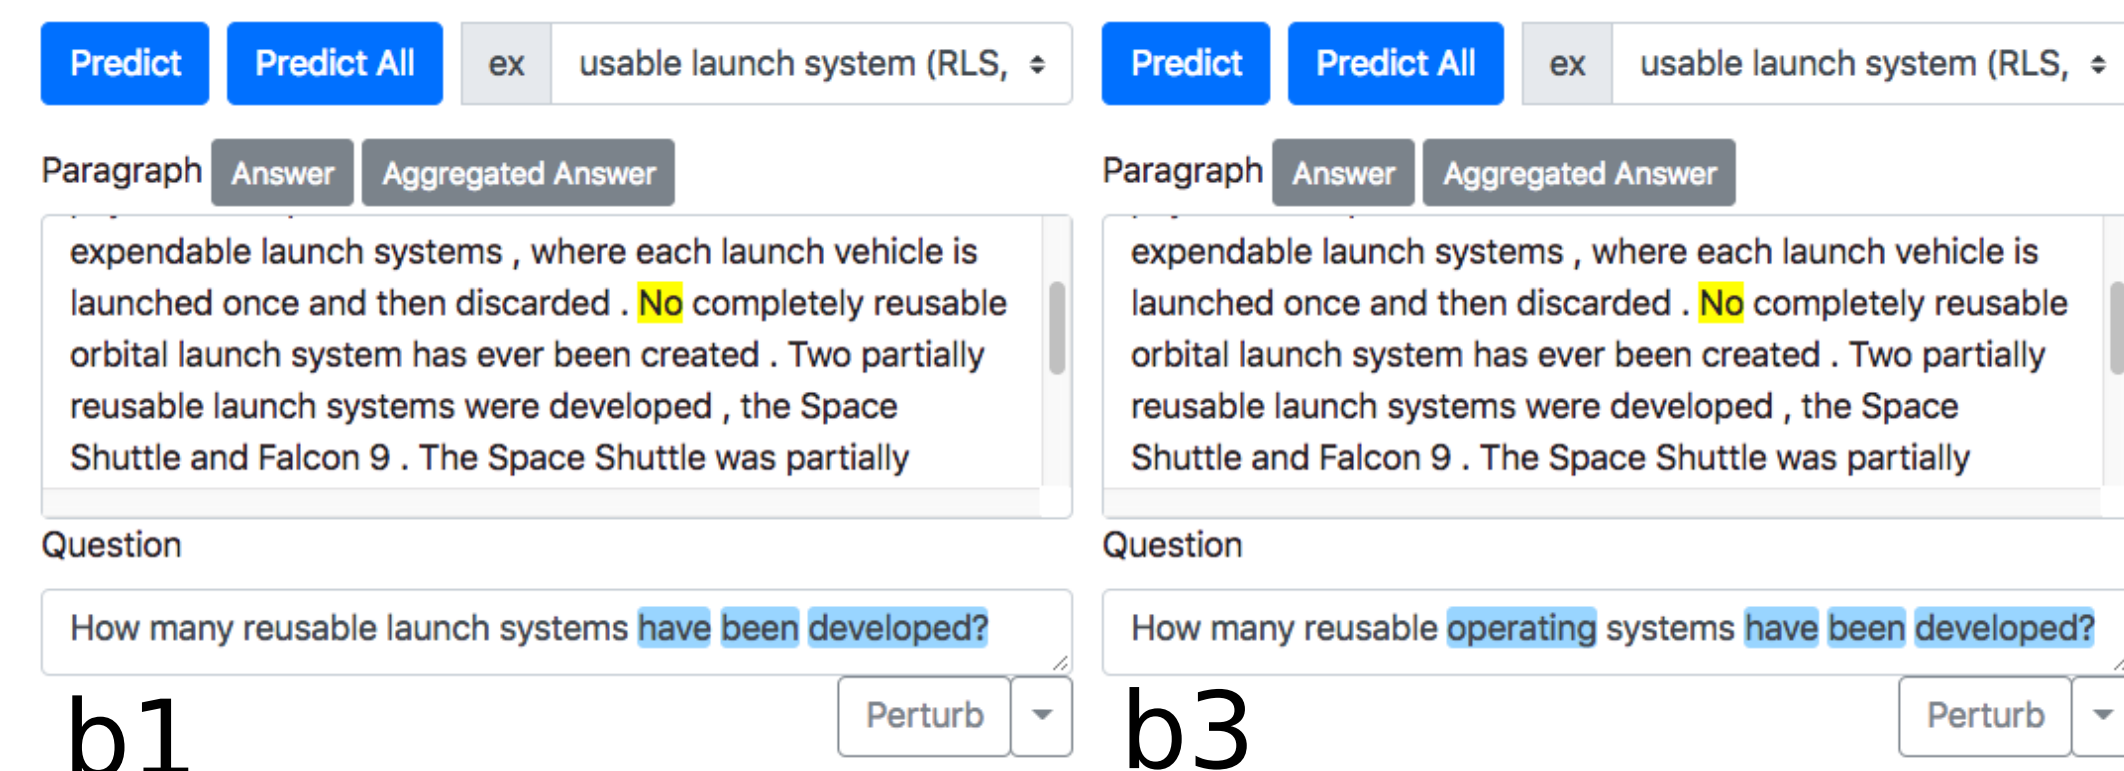 Predict Predict All ex usable launch system (RLS,
Paragraph Answer Aggregated Answer
expendable launch systems , where each launch vehicle is
launched once and then discarded . No completely reusable
orbital launch system has ever been created . Two partially
reusable launch systems were developed , the Space
Shuttle and Falcon 9 . The Space Shuttle was partially
Question
How many reusable launch systems have been developed?
Perturb
b1
Predict Predict All ex usable launch system (RLS,
Paragraph Answer Aggregated Answer
expendable launch systems , where each launch vehicle is
launched once and then discarded . No completely reusable
orbital launch system has ever been created . Two partially
reusable launch systems were developed , the Space
Shuttle and Falcon 9 . The Space Shuttle was partially
Question
How many reusable operating systems have been developed?
Perturb
b3